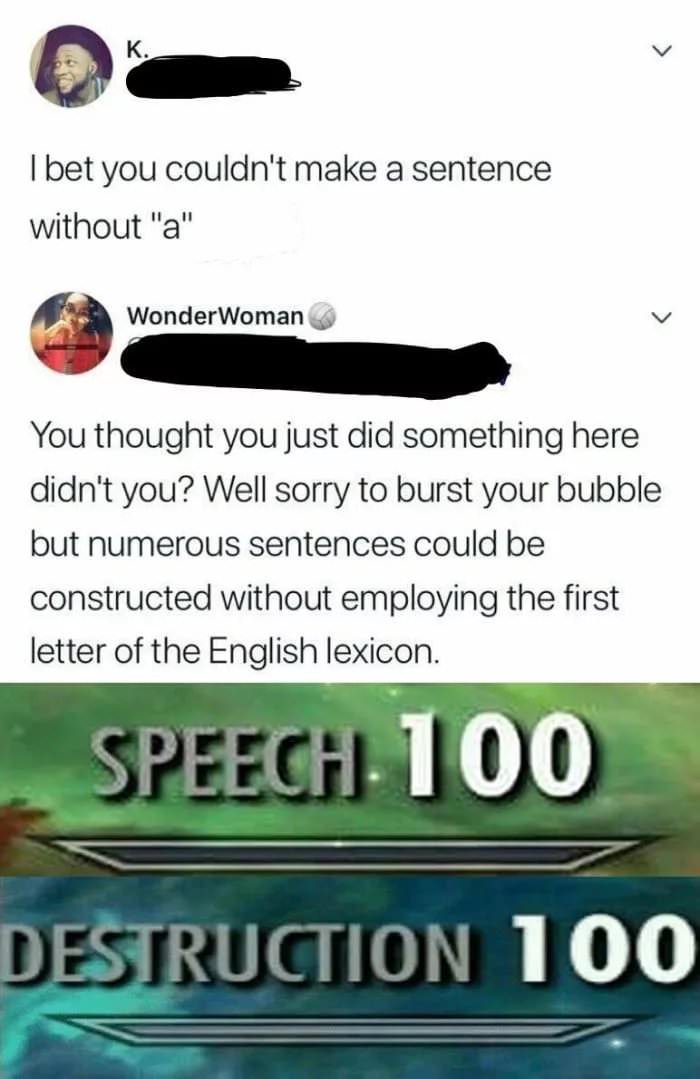 K.
I bet you couldn't make a sentence
without "a"
WonderWoman
You thought you just did something here
didn't you? Well sorry to burst your bubble
but numerous sentences could be
constructed without employing the first
letter of the English lexicon.
SPEECH 100
DESTRUCTION 100